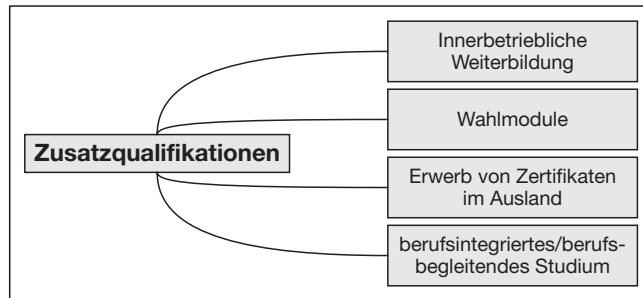 Zusatzqualifikationen
Innerbetriebliche
Weiterbildung
Wahlmodule
Erwerb von Zertifikaten
im Ausland
berufsintegriertes/berufs-
begleitendes Studium